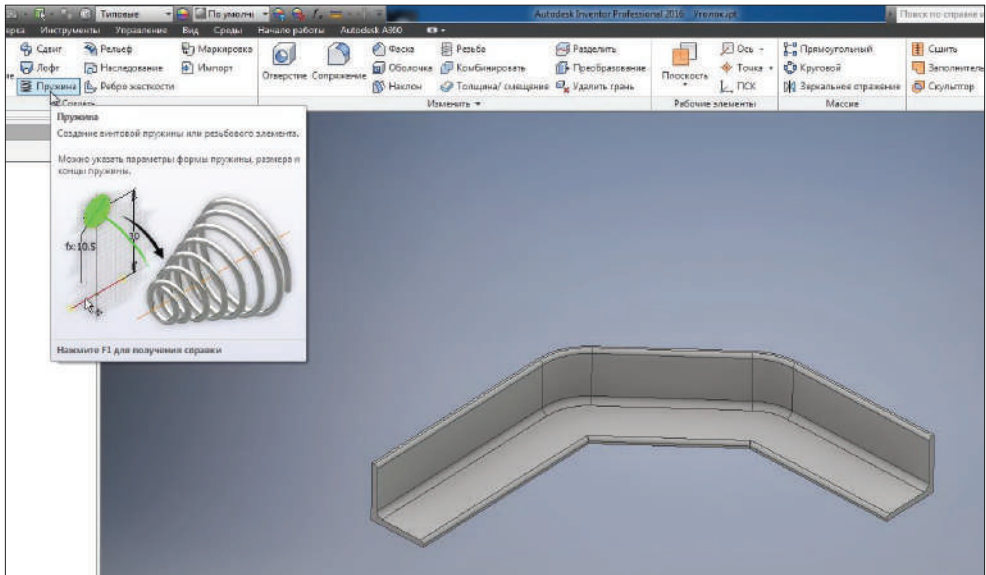 Типовые По умолч Autodesk Inventor Professional 2016 Уголок.ipt Поиск по справке и
Инструменты Управление Вид Среды Начало работы Autodesk A360
Сдвиг Рельеф Маркировка Фаска Резьба Разделить Ось Прямоугольный Сшить
Лофт Наследование Импорт Отверстие Сопряжение Оболочка Комбинировать Преобразование Плоскость Точка Круговой Заполнитель
Пружина Ребро жесткости Наклон Толщина/ смещение Удалить грань ПСК Зеркальное отражение Скульптор
Создать Изменить Рабочие элементы Массив
Пружина
Создание винтовой пружины или резьбового элемента.
Можно указать параметры формы пружины, размера и
концы пружины.
30
fx:10.5
Нажмите F1 для получения справки